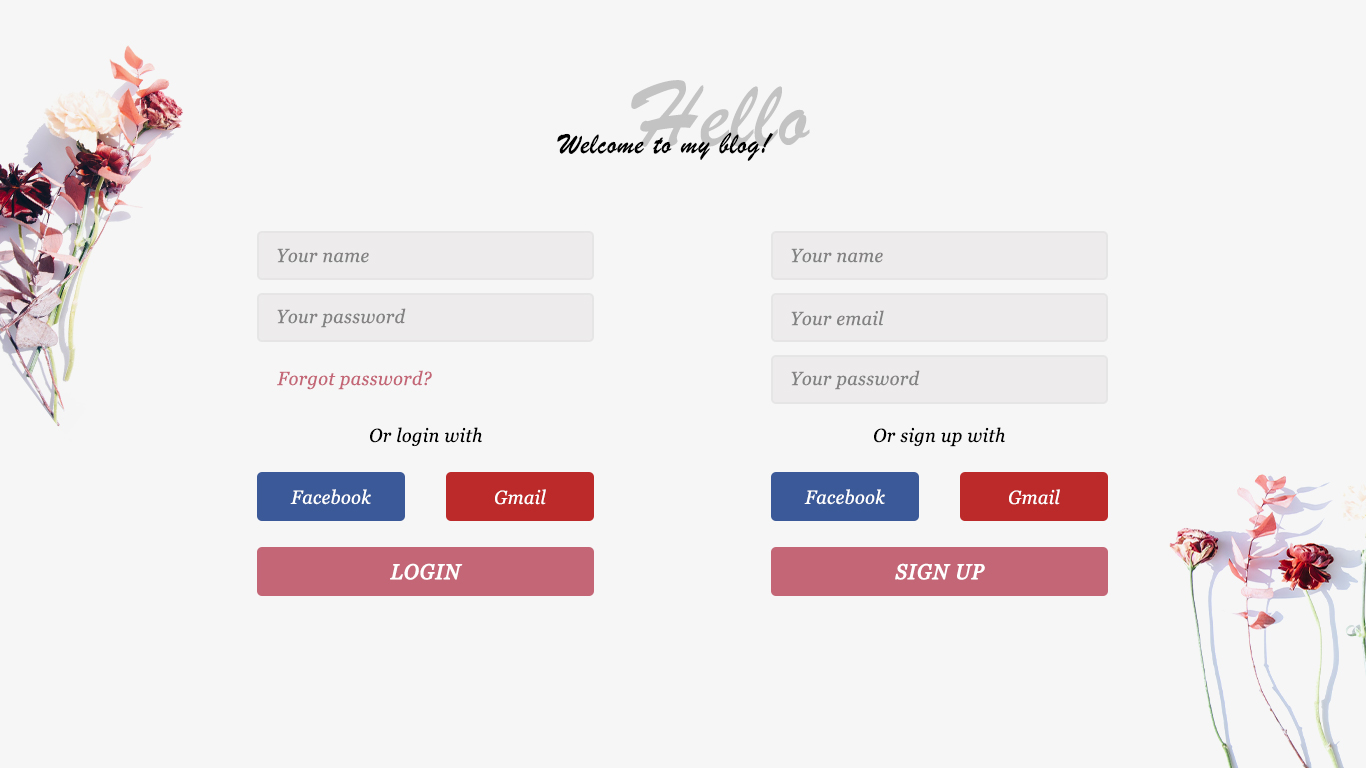 Hello
Welcome to my blog!
Your name
Your password
Forgot password?
Or login with
Facebook
Gmail
LOGIN
Your name
Your email
Your password
Or sign up with
Facebook
Gmail
SIGN UP